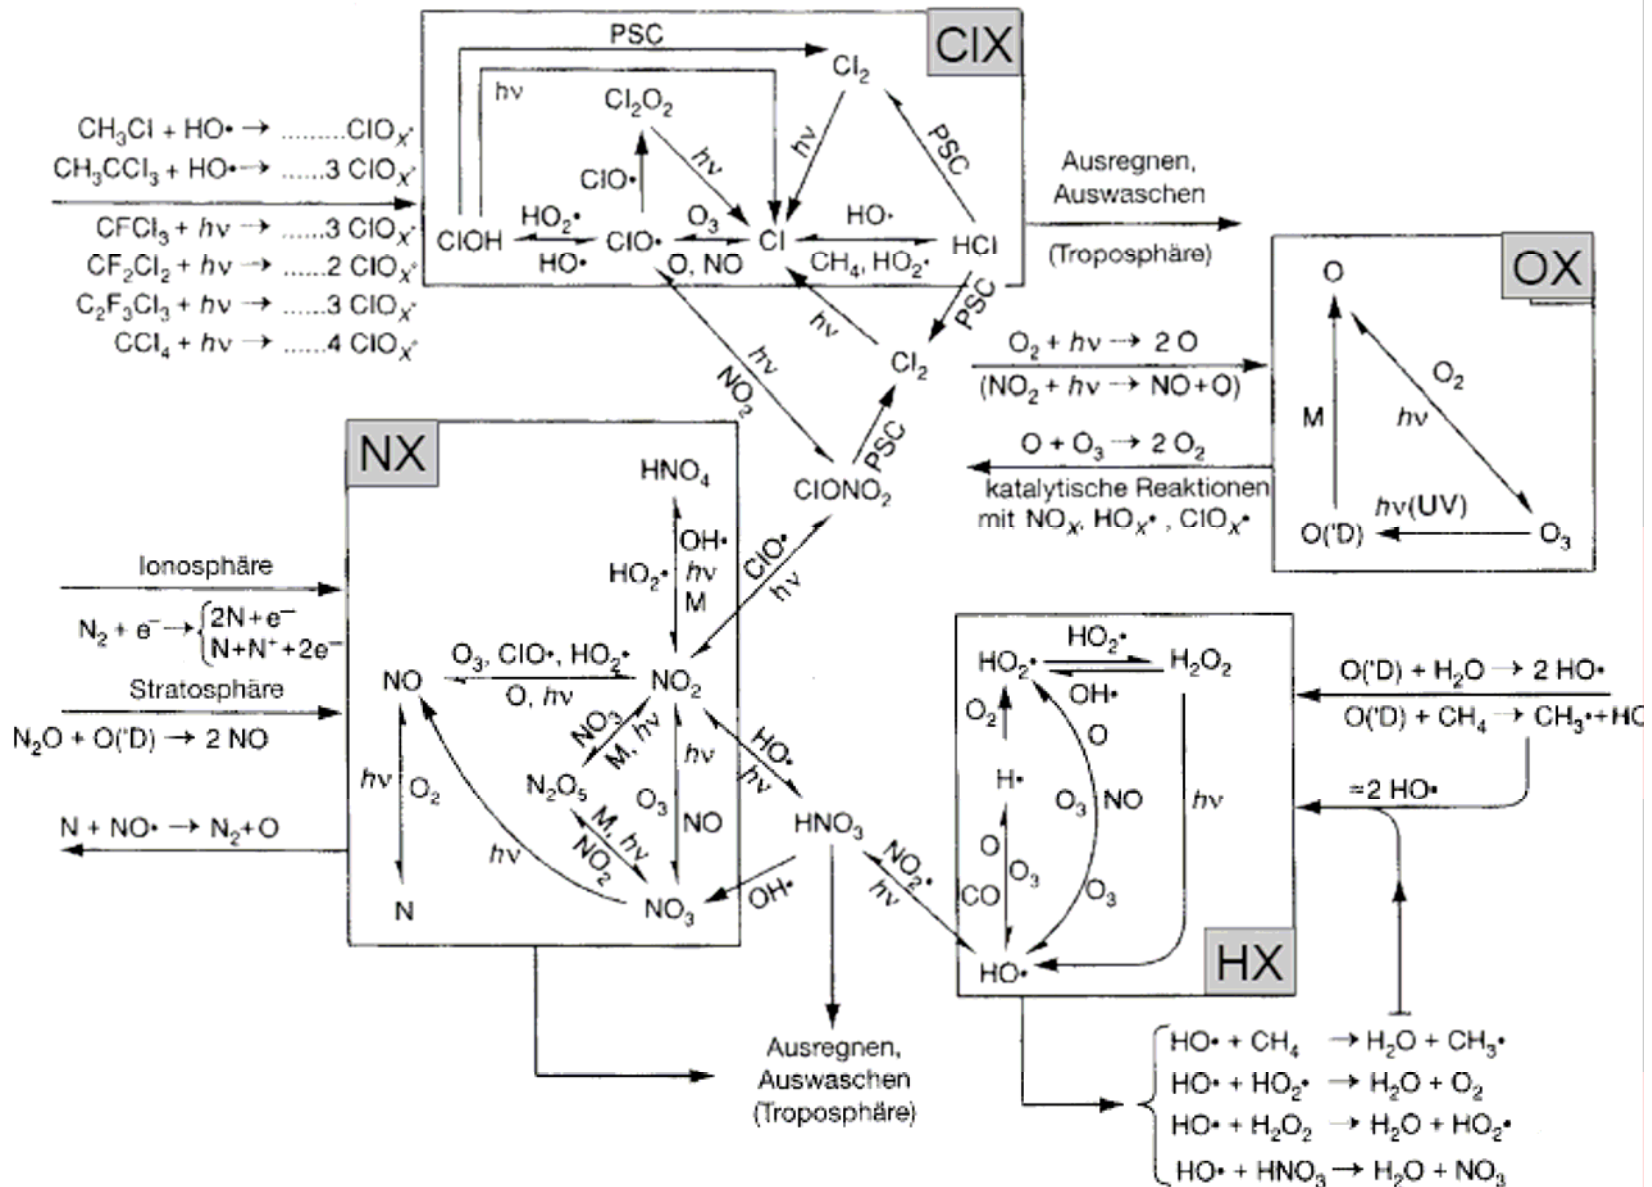 PSC
ClX
Cl₂
hν
Cl₂O₂
hν
hν
PSC
CH₃Cl + HO• → .........ClOₓ•
CH₃CCl₃ + HO• → ......3 ClOₓ•
CFCl₃ + hν → ......3 ClOₓ•
CF₂Cl₂ + hν → ......2 ClOₓ•
C₂F₃Cl₃ + hν → ......3 ClOₓ•
CCl₄ + hν → ......4 ClOₓ•
ClO•
HO₂•
O₃
HO•
ClOH
ClO•
Cl
HCl
HO•
O, NO
CH₄, HO₂•
Ausregnen,
Auswaschen
(Troposphäre)
PSC
hν
Cl₂
hν
NO₂
PSC
ClONO₂
O₂ + hν → 2 O
(NO₂ + hν → NO+O)
O + O₃ → 2 O₂
katalytische Reaktionen
mit NOₓ, HOₓ•, ClOₓ•
OX
O
O₂
M
hν
hν(UV)
O('D)
O₃
NX
HNO₄
OH•
HO₂•
hν
M
ClO•
hν
Ionosphäre
N₂ + e⁻ → {2N+e⁻
N+N⁺+2e⁻
Stratosphäre
N₂O + O('D) → 2 NO
N + NO• → N₂+O
O₃, ClO•, HO₂•
NO
NO₂
O, hν
NO₃
M, hν
hν
HO•
hν
N₂O₅
hν
O₂
O₃
NO
M, hν
NO₂
HNO₃
hν
OH•
N
NO₃
NO₂•
hν
Ausregnen,
Auswaschen
(Troposphäre)
HO₂•
HO₂•
H₂O₂
OH•
O₂
O
H•
O₃
NO
hν
O
O₃
CO
O₃
HO•
HX
O('D) + H₂O → 2 HO•
O('D) + CH₄ → CH₃•+HO
=2 HO•
HO• + CH₄ → H₂O + CH₃•
HO• + HO₂• → H₂O + O₂
HO• + H₂O₂ → H₂O + HO₂•
HO• + HNO₃ → H₂O + NO₃